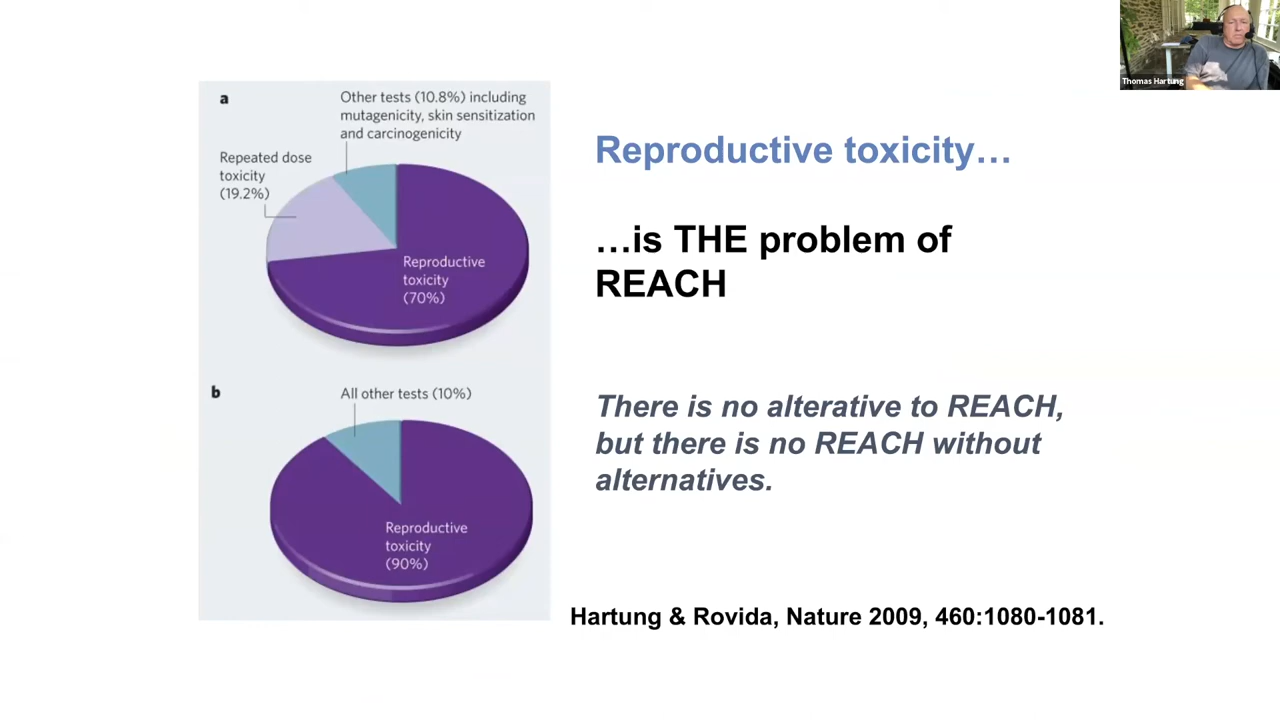 a
Other tests (10.8%) including
mutagenicity, skin sensitization
and carcinogenicity
Repeated dose
toxicity
(19.2%)
Reproductive
toxicity
(70%)
b
All other tests (10%)
Reproductive
toxicity
(90%)
Reproductive toxicity…
…is THE problem of
REACH
There is no alterative to REACH,
but there is no REACH without
alternatives.
Hartung & Rovida, Nature 2009, 460:1080-1081.
Thomas Hartung